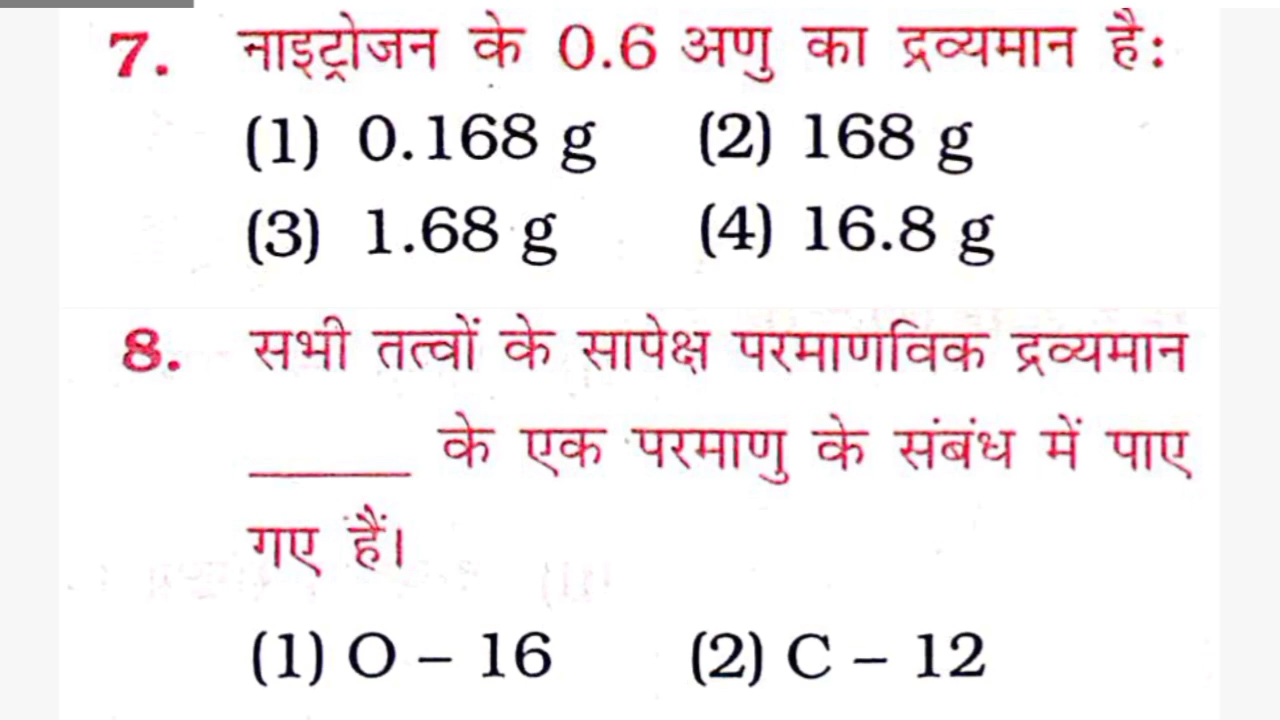 7. नाइट्रोजन के 0.6 अणु का द्रव्यमान है:
(1) 0.168 g (2) 168 g
(3) 1.68 g (4) 16.8 g
8. सभी तत्वों के सापेक्ष परमाणविक द्रव्यमान
______ के एक परमाणु के संबंध में पाए
गए हैं।
(1) O – 16 (2) C – 12